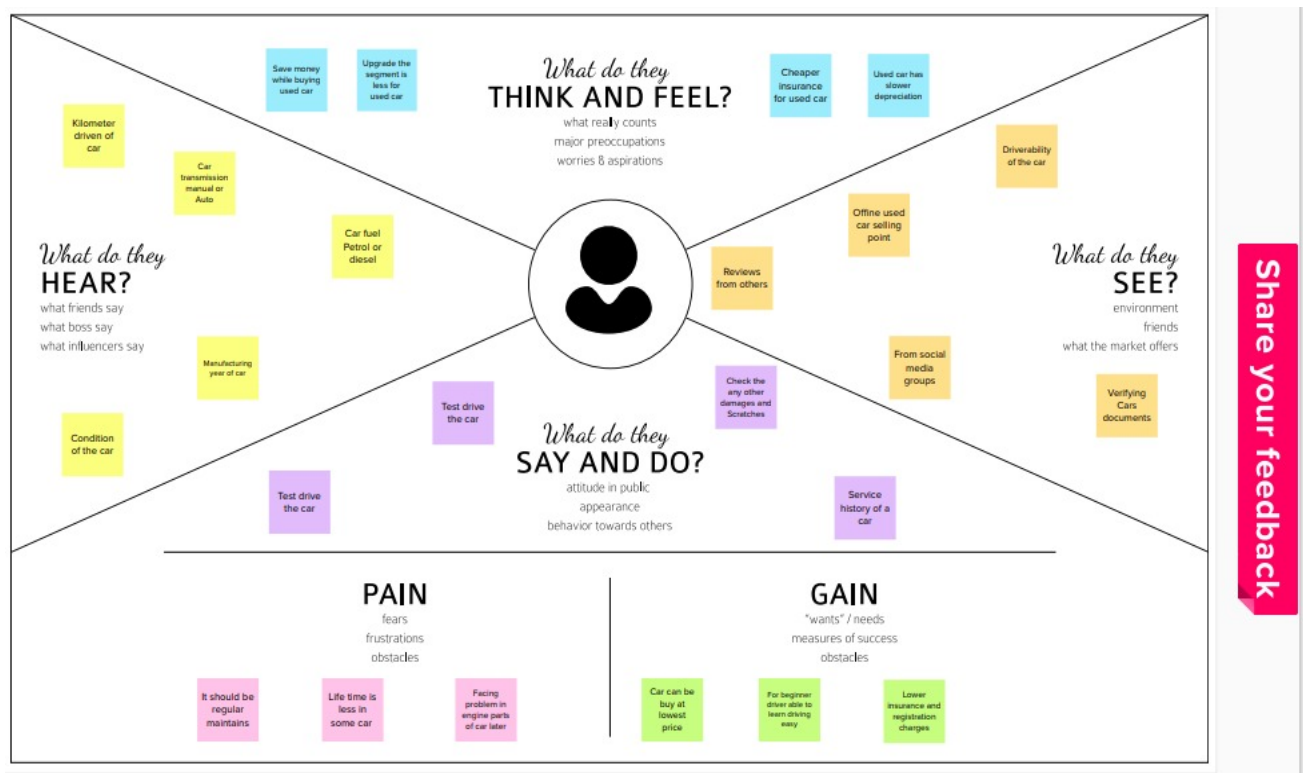 Save money
while buying
used car
Upgrade the
segment is
less for
used car
What do they
THINK AND FEEL?
what really counts
major preoccupations
worries & aspirations
Cheaper
insurance
for used car
Used car has
slower
depreciation
Kilometer
driven of
car
Car
transmission
manual or
Auto
Car fuel
Petrol or
diesel
What do they
HEAR?
what friends say
what boss say
what influencers say
Manufacturing
year of car
Condition
of the car
Driverability
of the car
Offine used
car selling
point
Reviews
from others
What do they
SEE?
environment
friends
what the market offers
From social
media
groups
Verifying
Cars
documents
Test drive
the car
Check the
any other
damages and
Scratches
What do they
SAY AND DO?
attitude in public
appearance
behavior towards others
Test drive
the car
Service
history of a
car
PAIN
fears
frustrations
obstacles
It should be
regular
maintains
Life time is
less in
some car
Facing
problem in
engine parts
of car later
GAIN
"wants" / needs
measures of success
obstacles
Car can be
buy at
lowest
price
For beginner
driver able to
learn driving
easy
Lower
insurance and
registration
charges
Share your feedback